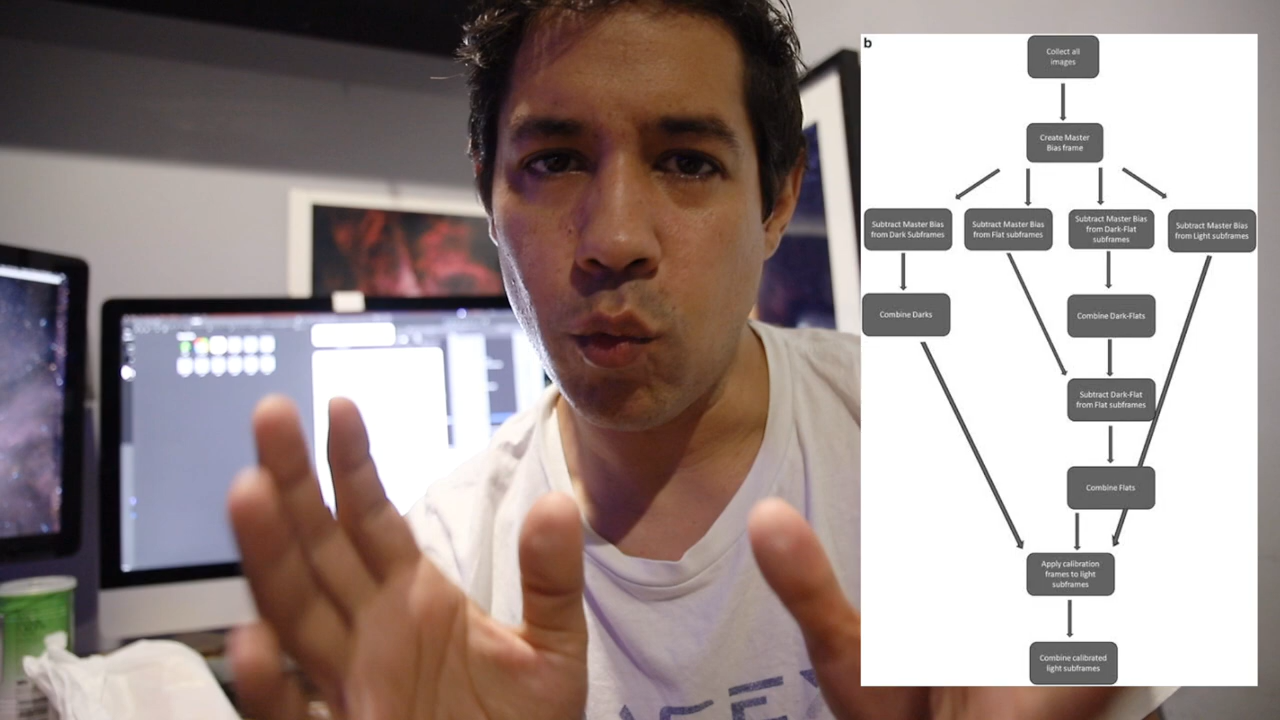 b
Collect all
images
Create Master
Bias frame
Subtract Master Bias
from Dark Subframes
Subtract Master Bias
from Flat subframes
Subtract Master Bias
from Dark-Flat
subframes
Subtract Master Bias
from Light subframes
Combine Darks
Combine Dark-Flats
Subtract Dark-Flat
from Flat subframes
Combine Flats
Apply calibration
frames to light
subframes
Combine calibrated
light subframes